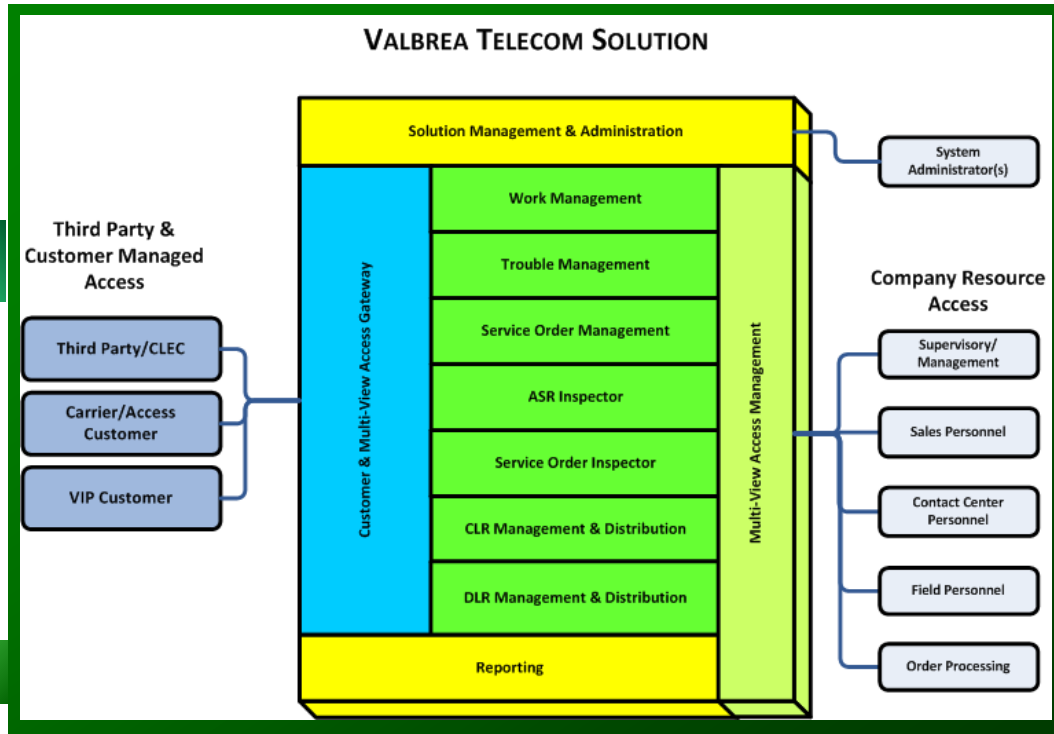 VALBREA TELECOM SOLUTION
Solution Management & Administration
System
Administrator(s)
Third Party &
Customer Managed
Access
Third Party/CLEC
Carrier/Access
Customer
VIP Customer
Customer & Multi-View Access Gateway
Work Management
Trouble Management
Service Order Management
ASR Inspector
Service Order Inspector
CLR Management & Distribution
DLR Management & Distribution
Reporting
Multi-View Access Management
Company Resource
Access
Supervisory/
Management
Sales Personnel
Contact Center
Personnel
Field Personnel
Order Processing